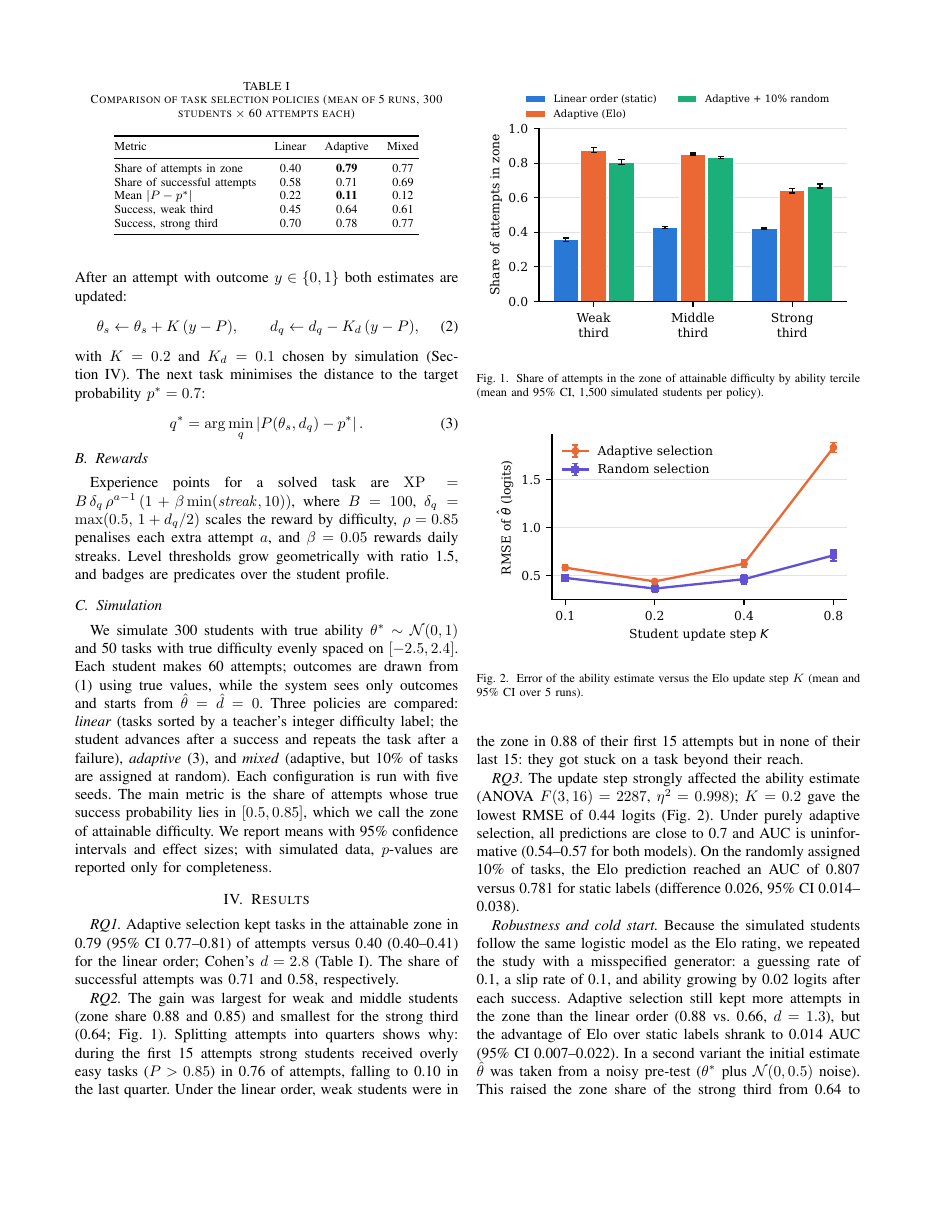 TABLE I
COMPARISON OF TASK SELECTION POLICIES (MEAN OF 5 RUNS, 300
STUDENTS × 60 ATTEMPTS EACH)
Metric Linear Adaptive Mixed
Share of attempts in zone 0.40 0.79 0.77
Share of successful attempts 0.58 0.71 0.69
Mean |P − p*| 0.22 0.11 0.12
Success, weak third 0.45 0.64 0.61
Success, strong third 0.70 0.78 0.77
After an attempt with outcome y ∈ {0, 1} both estimates are
updated:
θ_s ← θ_s + K (y − P), d_q ← d_q − K_d (y − P), (2)
with K = 0.2 and K_d = 0.1 chosen by simulation (Sec-
tion IV). The next task minimises the distance to the target
probability p* = 0.7:
q* = arg min_q |P(θ_s, d_q) − p*| . (3)
B. Rewards
Experience points for a solved task are XP =
B δ_q ρ^{a−1} (1 + β min(streak, 10)), where B = 100, δ_q =
max(0.5, 1 + d_q/2) scales the reward by difficulty, ρ = 0.85
penalises each extra attempt a, and β = 0.05 rewards daily
streaks. Level thresholds grow geometrically with ratio 1.5,
and badges are predicates over the student profile.
C. Simulation
We simulate 300 students with true ability θ* ∼ N(0, 1)
and 50 tasks with true difficulty evenly spaced on [−2.5, 2.4].
Each student makes 60 attempts; outcomes are drawn from
(1) using true values, while the system sees only outcomes
and starts from θ̂ = d̂ = 0. Three policies are compared:
linear (tasks sorted by a teacher's integer difficulty label; the
student advances after a success and repeats the task after a
failure), adaptive (3), and mixed (adaptive, but 10% of tasks
are assigned at random). Each configuration is run with five
seeds. The main metric is the share of attempts whose true
success probability lies in [0.5, 0.85], which we call the zone
of attainable difficulty. We report means with 95% confidence
intervals and effect sizes; with simulated data, p-values are
reported only for completeness.
IV. RESULTS
RQ1. Adaptive selection kept tasks in the attainable zone in
0.79 (95% CI 0.77–0.81) of attempts versus 0.40 (0.40–0.41)
for the linear order; Cohen's d = 2.8 (Table I). The share of
successful attempts was 0.71 and 0.58, respectively.
RQ2. The gain was largest for weak and middle students
(zone share 0.88 and 0.85) and smallest for the strong third
(0.64; Fig. 1). Splitting attempts into quarters shows why:
during the first 15 attempts strong students received overly
easy tasks (P > 0.85) in 0.76 of attempts, falling to 0.10 in
the last quarter. Under the linear order, weak students were in
Linear order (static)
Adaptive (Elo)
Adaptive + 10% random
Share of attempts in zone
1.0
0.8
0.6
0.4
0.2
0.0
Weak third
Middle third
Strong third
Fig. 1. Share of attempts in the zone of attainable difficulty by ability tercile
(mean and 95% CI, 1,500 simulated students per policy).
Adaptive selection
Random selection
RMSE of θ̂ (logits)
1.5
1.0
0.5
0.1 0.2 0.4 0.8
Student update step K
Fig. 2. Error of the ability estimate versus the Elo update step K (mean and
95% CI over 5 runs).
the zone in 0.88 of their first 15 attempts but in none of their
last 15: they got stuck on a task beyond their reach.
RQ3. The update step strongly affected the ability estimate
(ANOVA F(3, 16) = 2287, η² = 0.998); K = 0.2 gave the
lowest RMSE of 0.44 logits (Fig. 2). Under purely adaptive
selection, all predictions are close to 0.7 and AUC is uninfor-
mative (0.54–0.57 for both models). On the randomly assigned
10% of tasks, the Elo prediction reached an AUC of 0.807
versus 0.781 for static labels (difference 0.026, 95% CI 0.014–
0.038).
Robustness and cold start. Because the simulated students
follow the same logistic model as the Elo rating, we repeated
the study with a misspecified generator: a guessing rate of
0.1, a slip rate of 0.1, and ability growing by 0.02 logits after
each success. Adaptive selection still kept more attempts in
the zone than the linear order (0.88 vs. 0.66, d = 1.3), but
the advantage of Elo over static labels shrank to 0.014 AUC
(95% CI 0.007–0.022). In a second variant the initial estimate
θ̂ was taken from a noisy pre-test (θ* plus N(0, 0.5) noise).
This raised the zone share of the strong third from 0.64 to